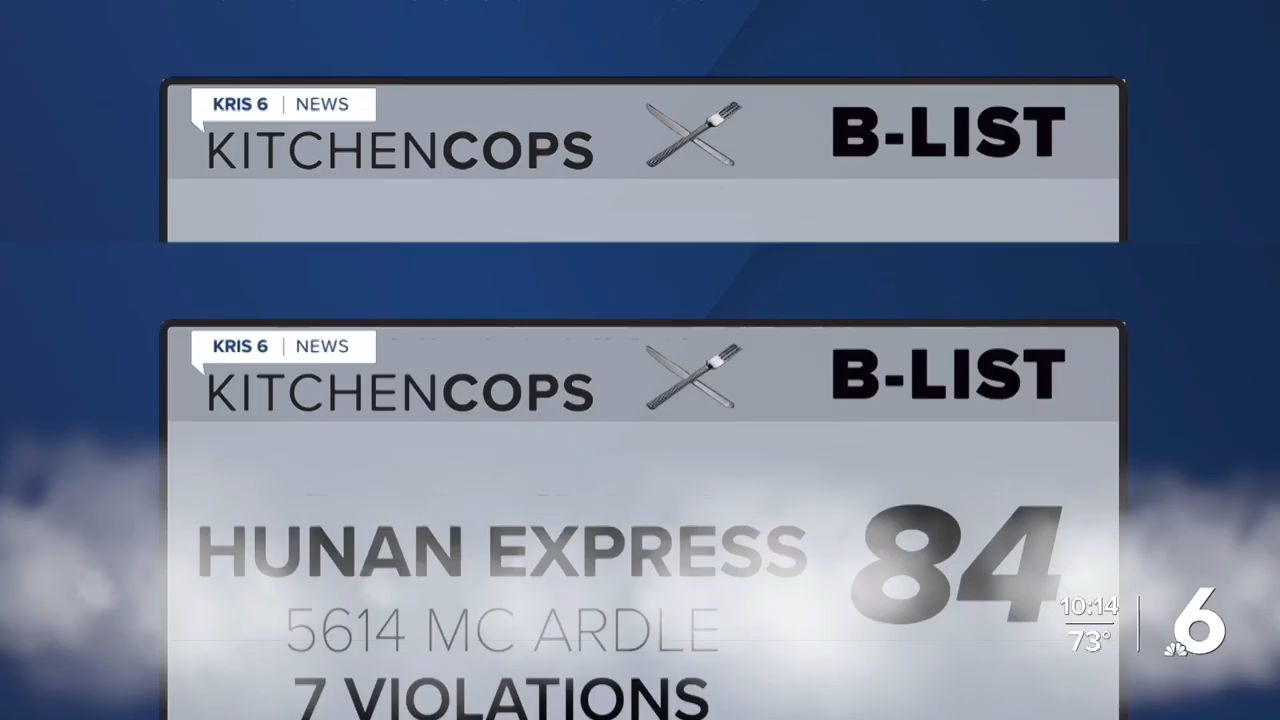 KRIS 6 | NEWS
KITCHENCOPS
B-LIST
KRIS 6 | NEWS
KITCHENCOPS
B-LIST
HUNAN EXPRESS
84
5614 MC ARDLE
7 VIOLATIONS
10:14
73°
6